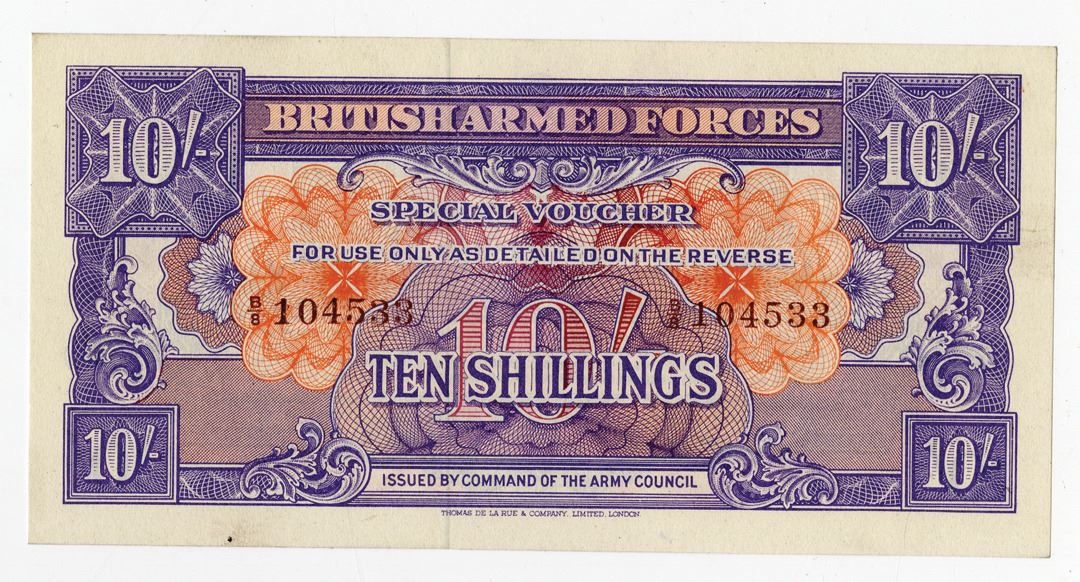 10/-
BRITISH ARMED FORCES
10/-
SPECIAL VOUCHER
FOR USE ONLY AS DETAILED ON THE REVERSE
B/8 104533
B/8 104533
10/
TEN SHILLINGS
10/-
10/-
ISSUED BY COMMAND OF THE ARMY COUNCIL
THOMAS DE LA RUE & COMPANY, LIMITED, LONDON.